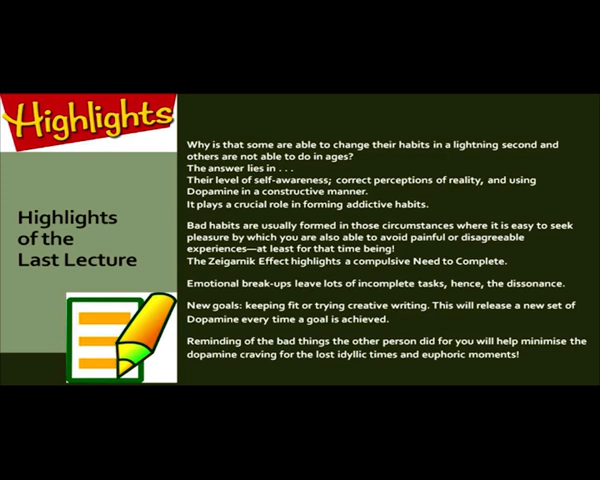 Highlights
Highlights
of the
Last Lecture
Why is that some are able to change their habits in a lightning second and
others are not able to do in ages?
The answer lies in . . .
Their level of self-awareness; correct perceptions of reality, and using
Dopamine in a constructive manner.
It plays a crucial role in forming addictive habits.
Bad habits are usually formed in those circumstances where it is easy to seek
pleasure by which you are also able to avoid painful or disagreeable
experiences—at least for that time being!
The Zeigarnik Effect highlights a compulsive Need to Complete.
Emotional break-ups leave lots of incomplete tasks, hence, the dissonance.
New goals: keeping fit or trying creative writing. This will release a new set of
Dopamine every time a goal is achieved.
Reminding of the bad things the other person did for you will help minimise the
dopamine craving for the lost idyllic times and euphoric moments!